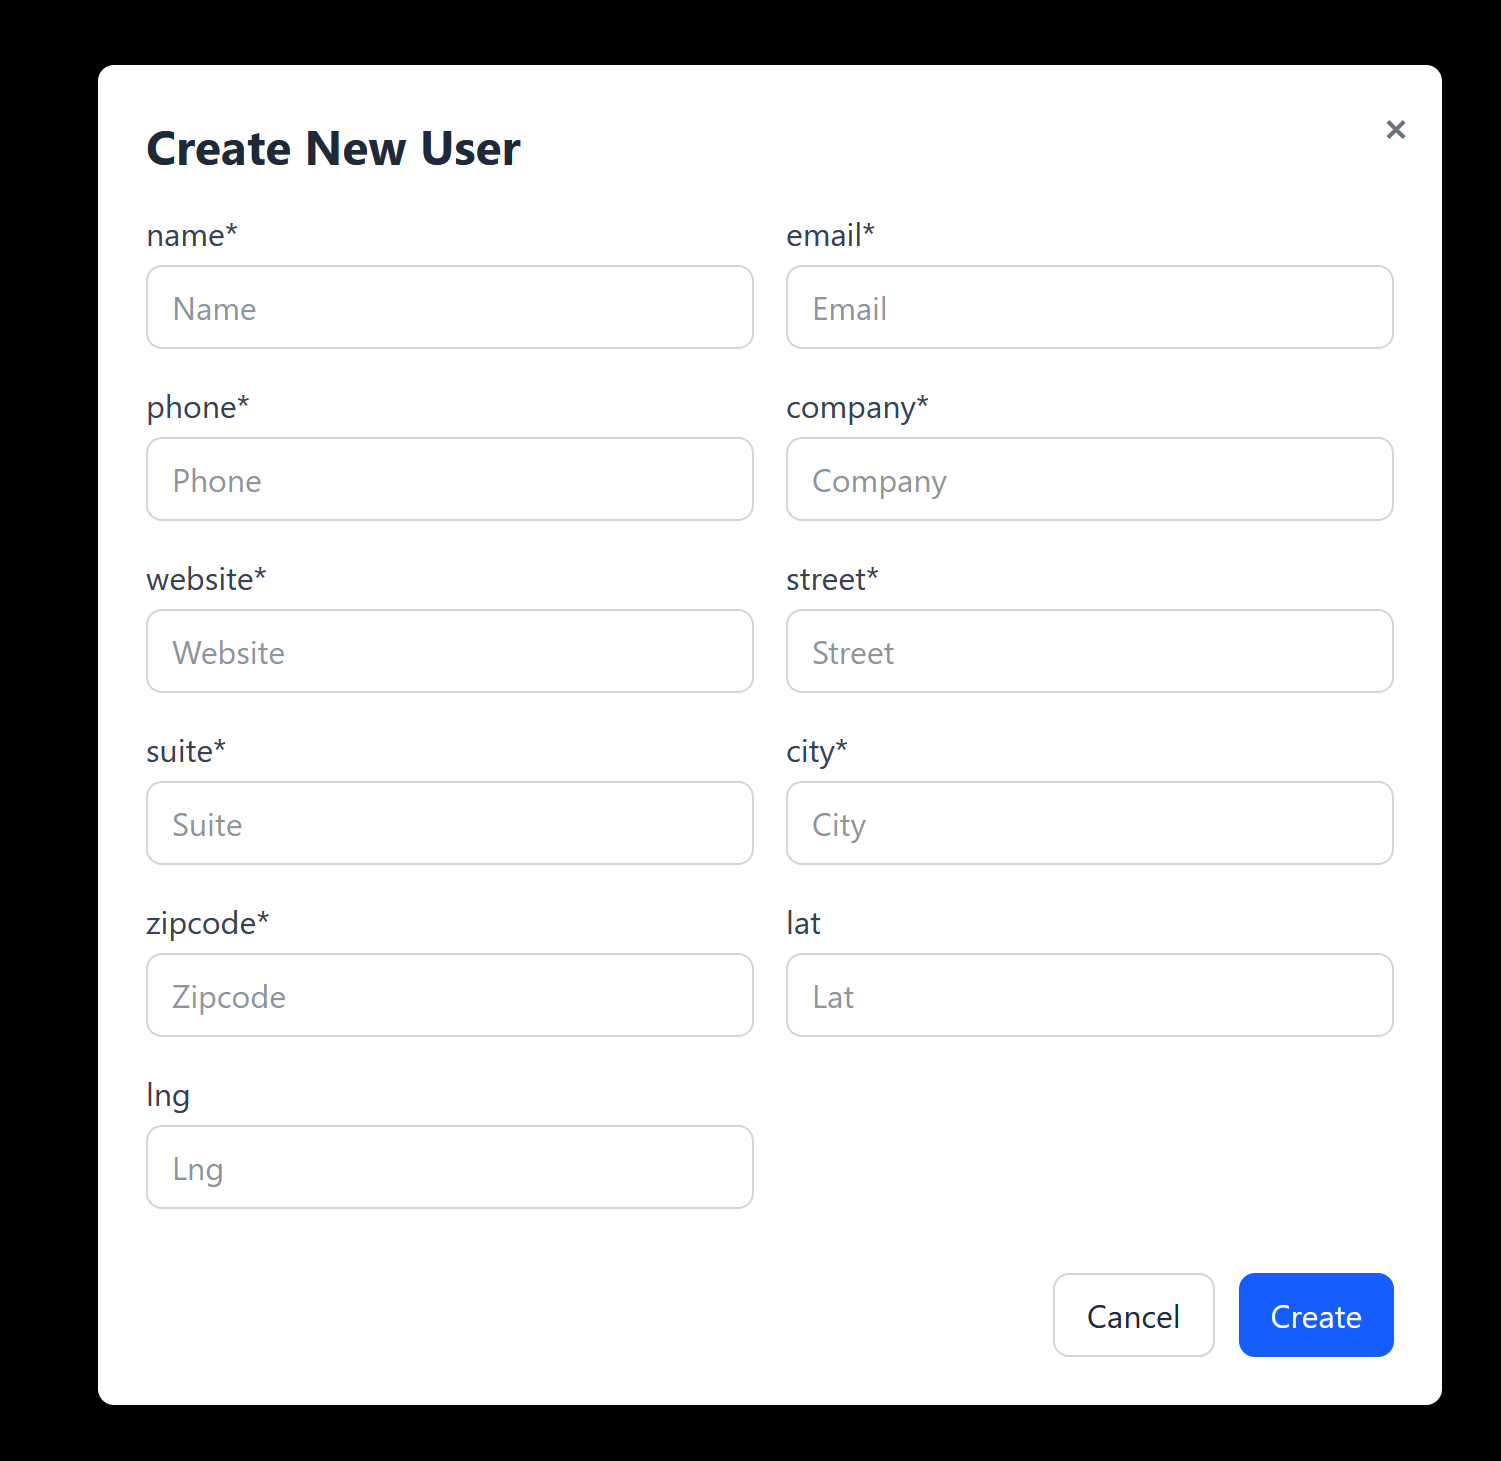 Create New User
×
name*
email*
Name
Email
phone*
company*
Phone
Company
website*
street*
Website
Street
suite*
city*
Suite
City
zipcode*
lat
Zipcode
Lat
lng
Lng
Cancel
Create